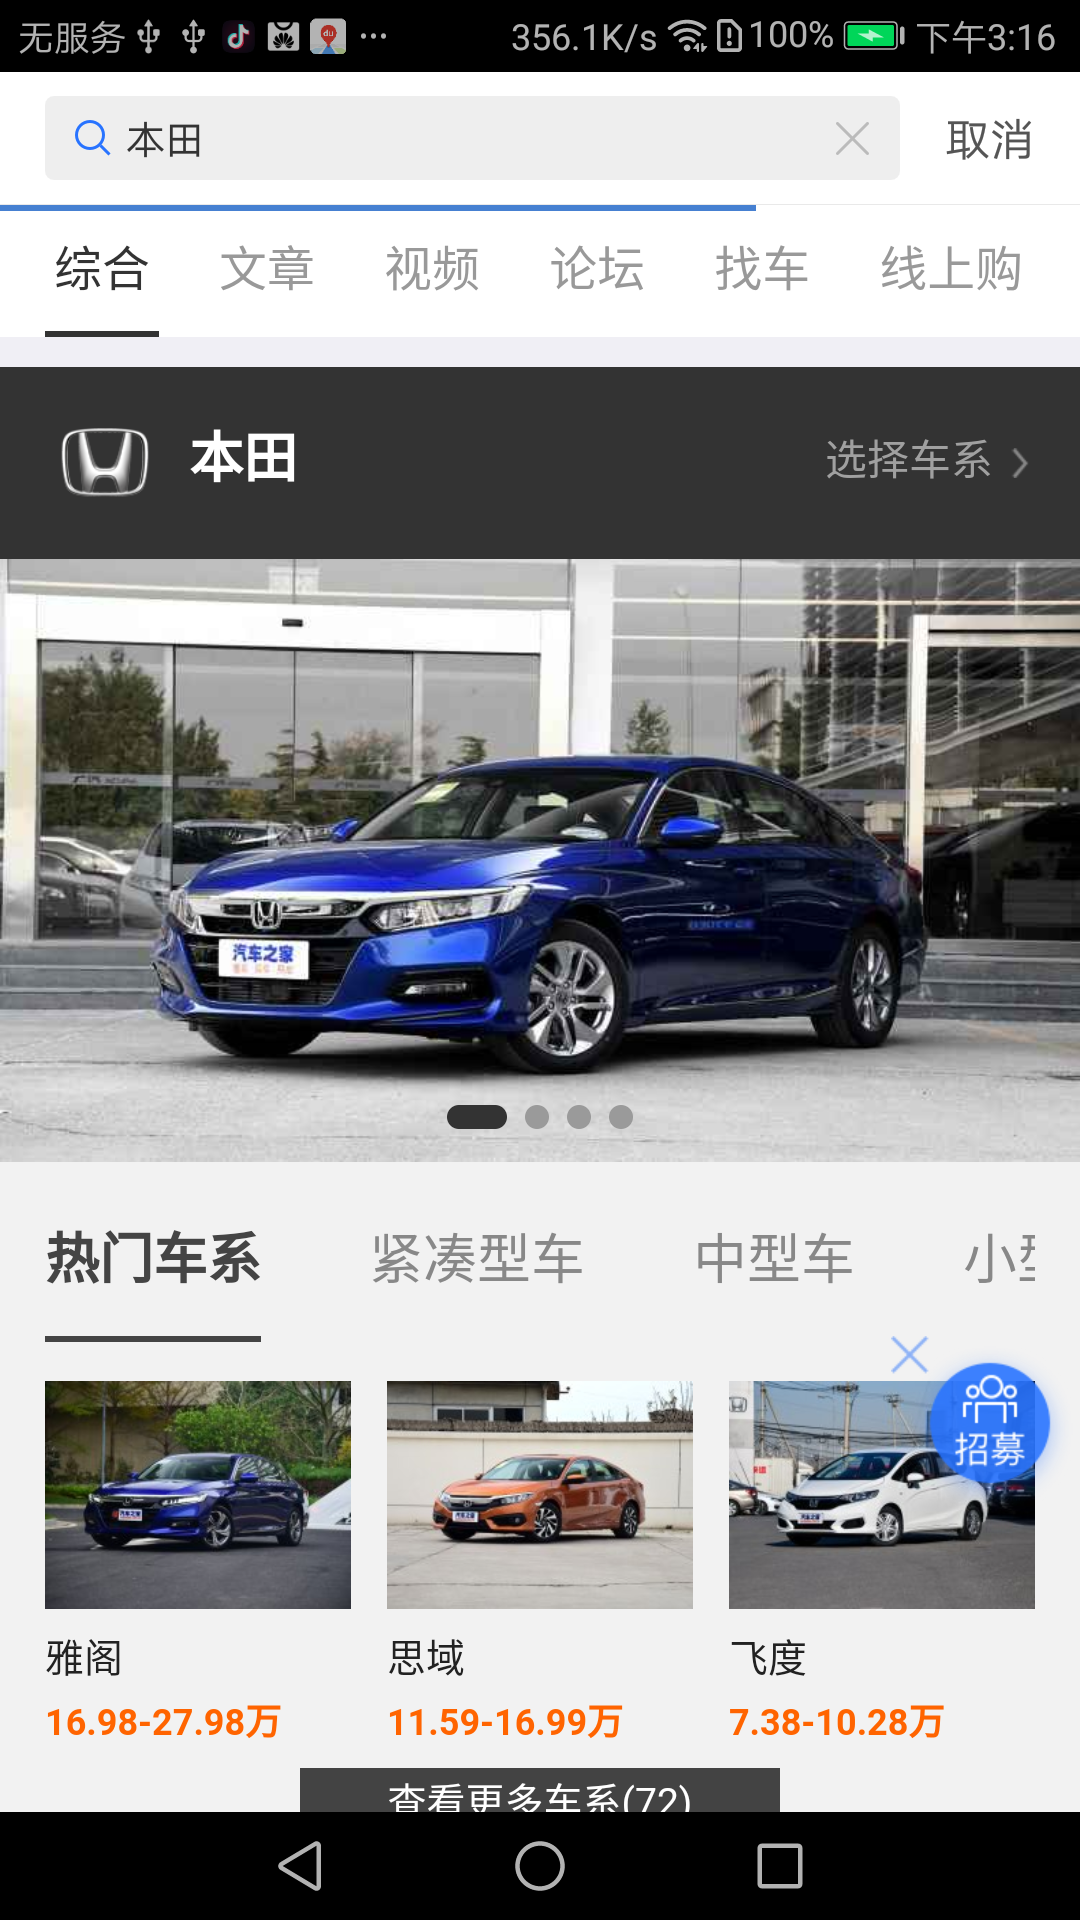 无服务 356.1K/s 100% 下午3:16
本田 取消
综合 文章 视频 论坛 找车 线上购
本田 选择车系
汽车之家
热门车系 紧凑型车 中型车 小型
招募
雅阁 思域 飞度
16.98-27.98万 11.59-16.99万 7.38-10.28万
查看更多车系(72)